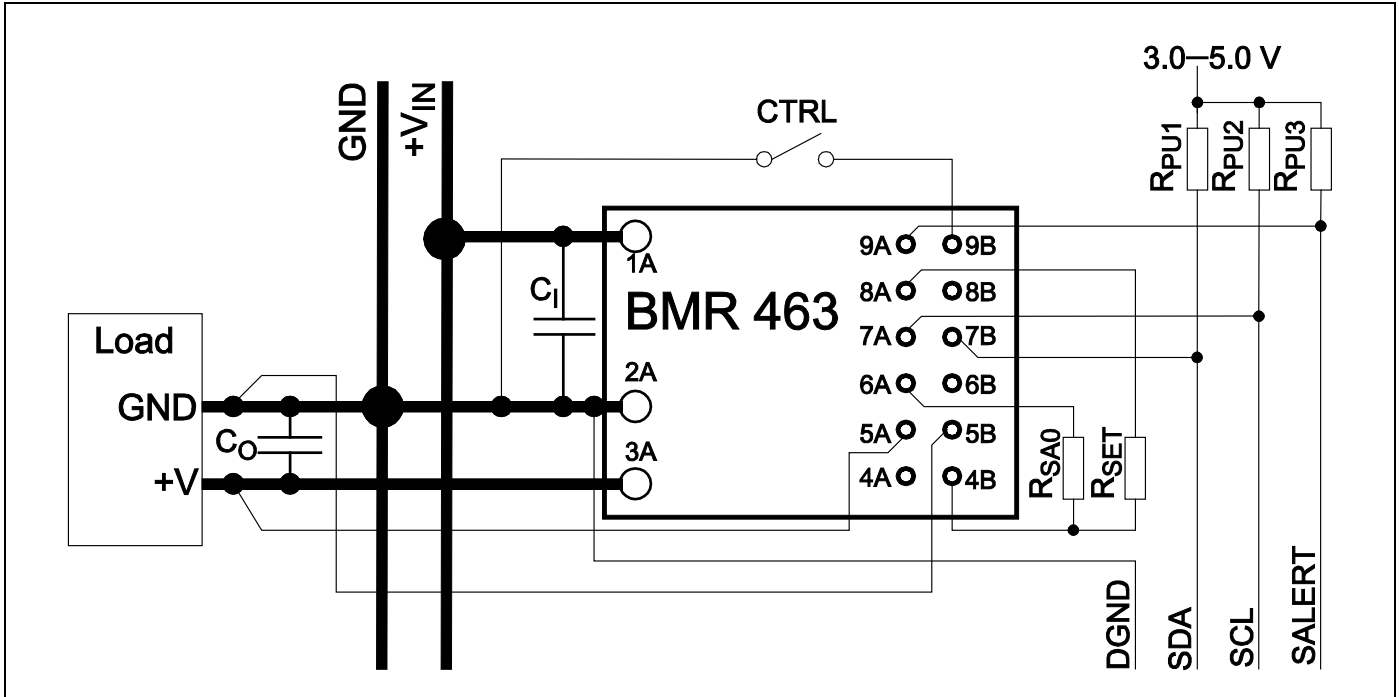 3.0–5.0 V
GND
+VIN
CTRL
RPU1
RPU2
RPU3
1A
CI
BMR 463
9A
9B
8A
8B
7A
7B
6A
6B
5A
5B
4A
4B
Load
GND
CO
+V
2A
3A
RSA0
RSET
DGND
SDA
SCL
SALERT